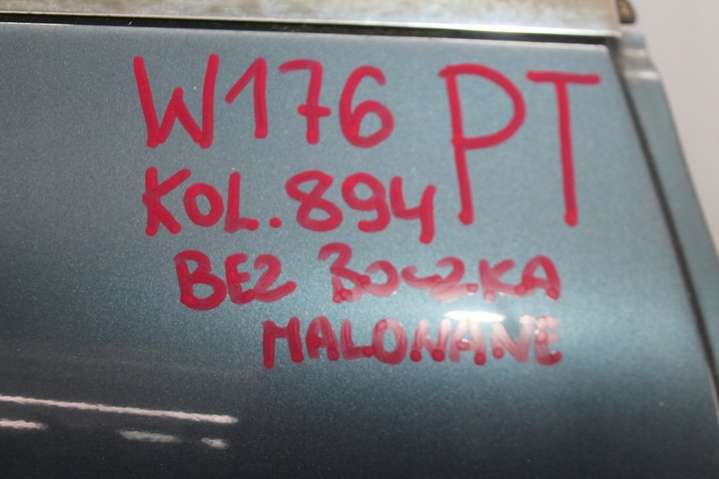 W176 PT
KOL. 894
BEZ BOCZKA
MALOWANE